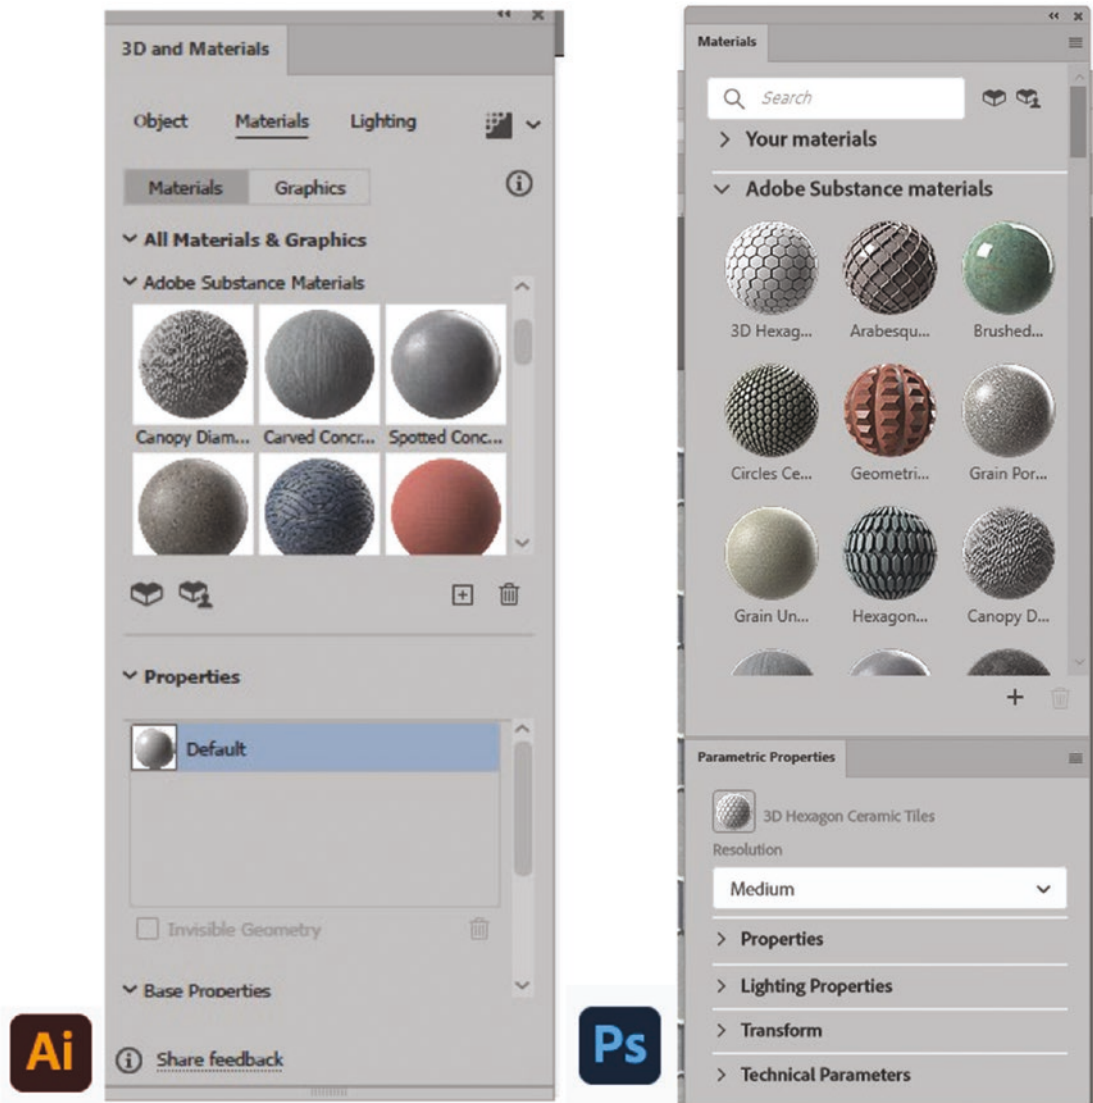 3D and Materials
Object Materials Lighting
Materials Graphics
All Materials & Graphics
Adobe Substance Materials
Canopy Diam... Carved Concr... Spotted Conc...
Properties
Default
Invisible Geometry
Base Properties
Share feedback
Ai
Materials
Search
Your materials
Adobe Substance materials
3D Hexag... Arabesqu... Brushed...
Circles Ce... Geometri... Grain Por...
Grain Un... Hexagon... Canopy D...
Parametric Properties
3D Hexagon Ceramic Tiles
Resolution
Medium
Properties
Lighting Properties
Transform
Technical Parameters
Ps